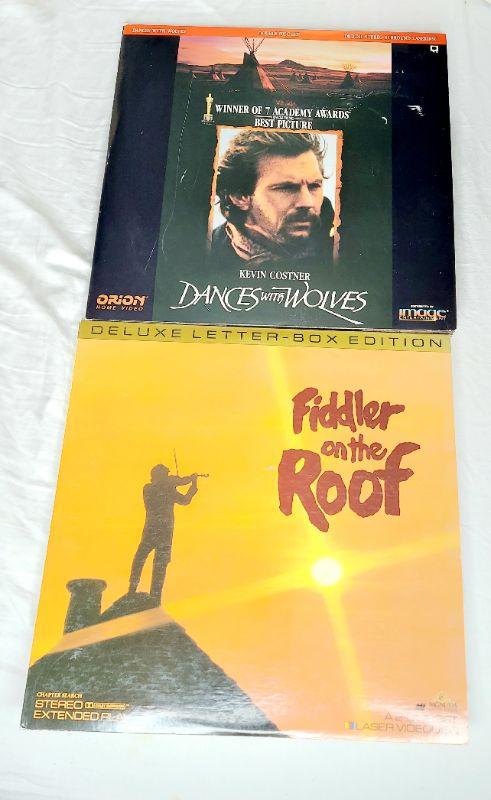 DANCES WITH WOLVES
WINNER OF 7 ACADEMY AWARDS
BEST PICTURE
KEVIN COSTNER
DANCES WITH WOLVES
ORION
HOME VIDEO
image
DELUXE LETTER-BOX EDITION
Fiddler
on the
Roof
CHAPTER SEARCH
STEREO
EXTENDED PLAY
LASER VIDEODISC